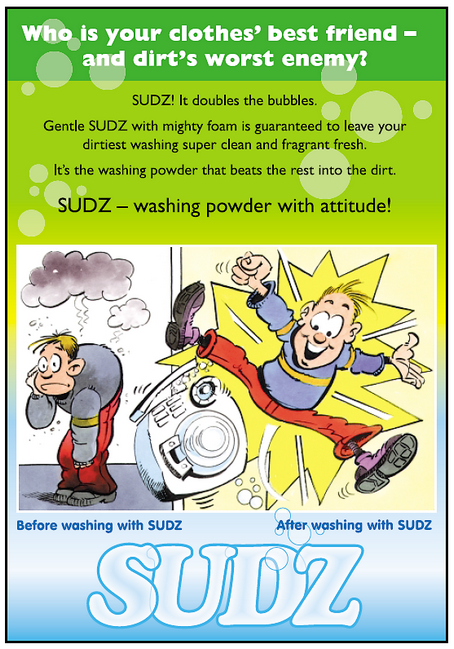 Who is your clothes’ best friend –
and dirt’s worst enemy?
SUDZ! It doubles the bubbles.
Gentle SUDZ with mighty foam is guaranteed to leave your
dirtiest washing super clean and fragrant fresh.
It’s the washing powder that beats the rest into the dirt.
SUDZ – washing powder with attitude!
Before washing with SUDZ
After washing with SUDZ
SUDZ